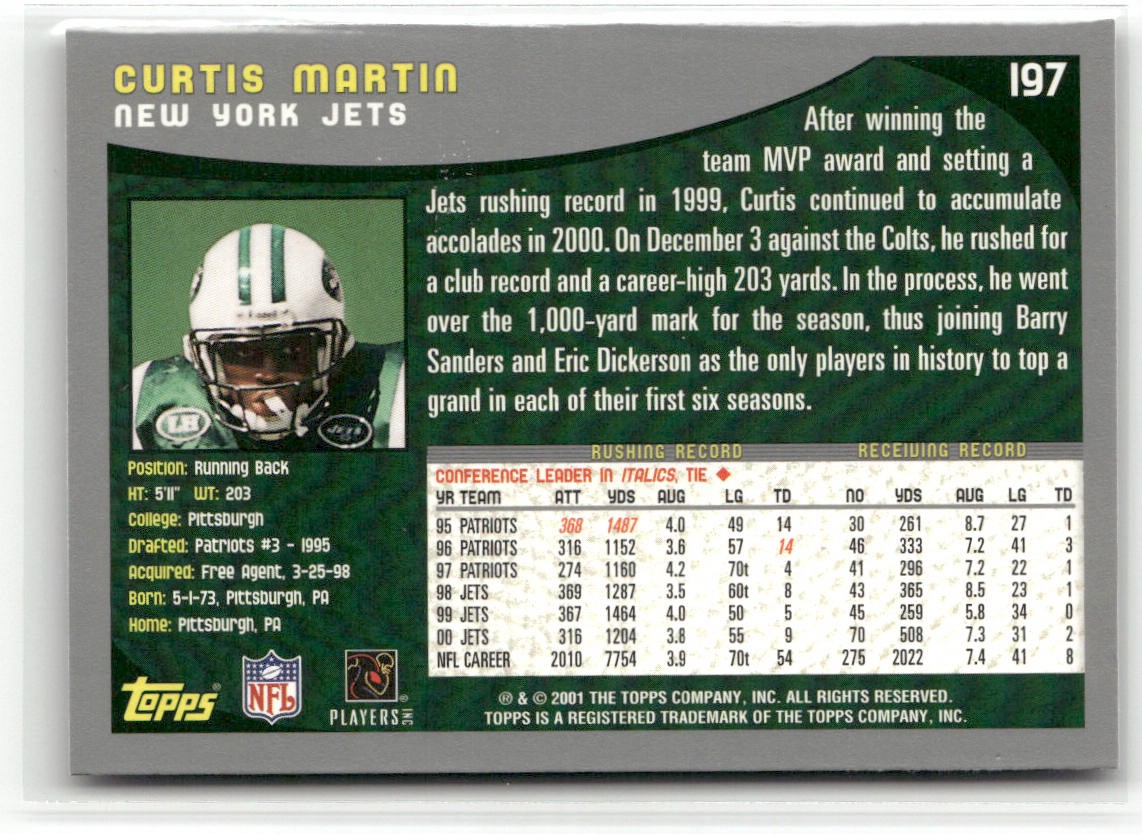 CURTIS MARTIN
NEW YORK JETS
197
After winning the
team MVP award and setting a
Jets rushing record in 1999, Curtis continued to accumulate
accolades in 2000. On December 3 against the Colts, he rushed for
a club record and a career-high 203 yards. In the process, he went
over the 1,000-yard mark for the season, thus joining Barry
Sanders and Eric Dickerson as the only players in history to top a
grand in each of their first six seasons.
Riddell
LH
JETS
Position: Running Back
HT: 5'11" WT: 203
College: Pittsburgh
Drafted: Patriots #3 - 1995
Acquired: Free Agent, 3-25-98
Born: 5-1-73, Pittsburgh, PA
Home: Pittsburgh, PA
RUSHING RECORD RECEIVING RECORD
CONFERENCE LEADER IN ITALICS, TIE ◆
YR TEAM ATT YDS AVG LG TD NO YDS AVG LG TD
95 PATRIOTS 368 1487 4.0 49 14 30 261 8.7 27 1
96 PATRIOTS 316 1152 3.6 57 14 46 333 7.2 41 3
97 PATRIOTS 274 1160 4.2 70t 4 41 296 7.2 22 1
98 JETS 369 1287 3.5 60t 8 43 365 8.5 23 1
99 JETS 367 1464 4.0 50 5 45 259 5.8 34 0
00 JETS 316 1204 3.8 55 9 70 508 7.3 31 2
NFL CAREER 2010 7754 3.9 70t 54 275 2022 7.4 41 8
Topps®
NFL
PLAYERS INC ®
® & © 2001 THE TOPPS COMPANY, INC. ALL RIGHTS RESERVED.
TOPPS IS A REGISTERED TRADEMARK OF THE TOPPS COMPANY, INC.